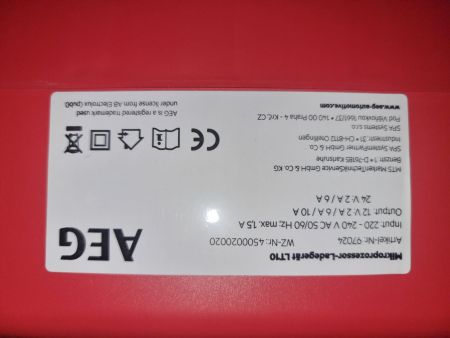 Mikroprozessor-Ladegerät LT10
Artikel-Nr. 97024 WZ-Nr: 4500020020
Input: 220 - 240 V AC 50/60 Hz; max. 1,5 A
Output: 12 V: 2 A / 6 A / 10 A
24 V: 2 A / 6 A
AEG
MTS MarkenTechnikService GmbH & Co. KG
Benzstr. 1 • D-76185 Karlsruhe
SPA SystemPartner GmbH & Co.
Industriestr. 31 • CH-8112 Otelfingen
SPA Systems s.r.o.
Pod Višňovkou 1661/37 • 140 00 Praha 4 - Krč, CZ
www.aeg-automotive.com
CE
AEG is a registered trademark used
under license from AB Electrolux (publ)